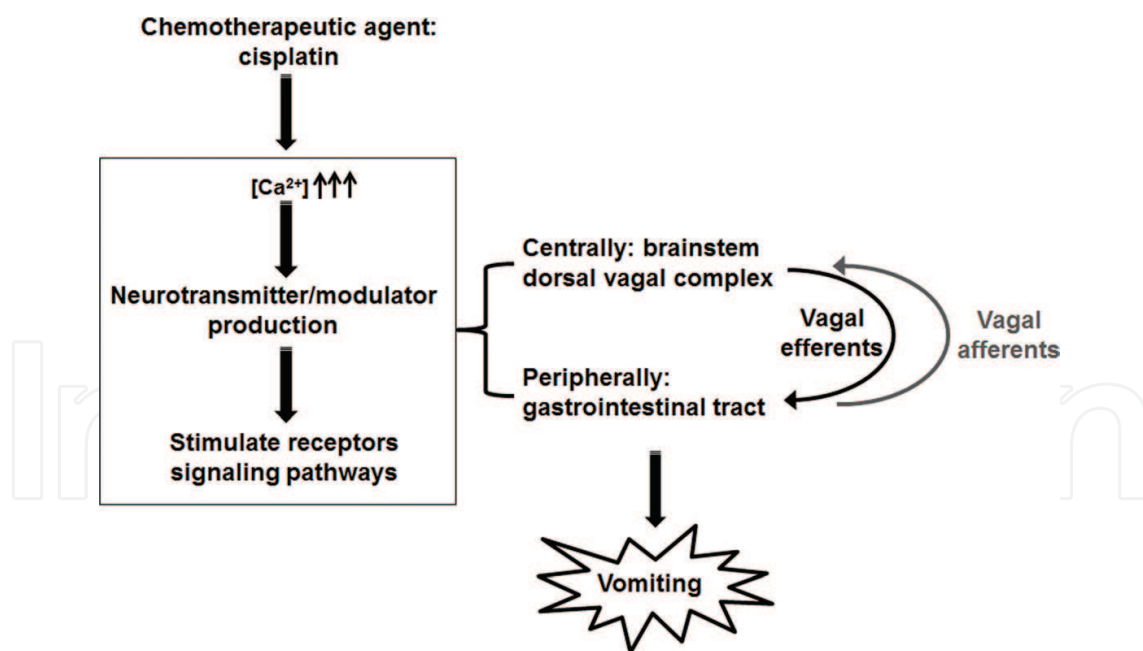 Chemotherapeutic agent:
cisplatin
[Ca²⁺]↑↑↑
Neurotransmitter/modulator
production
Stimulate receptors
signaling pathways
Centrally: brainstem
dorsal vagal complex
Peripherally:
gastrointestinal tract
Vagal
efferents
Vagal
afferents
Vomiting